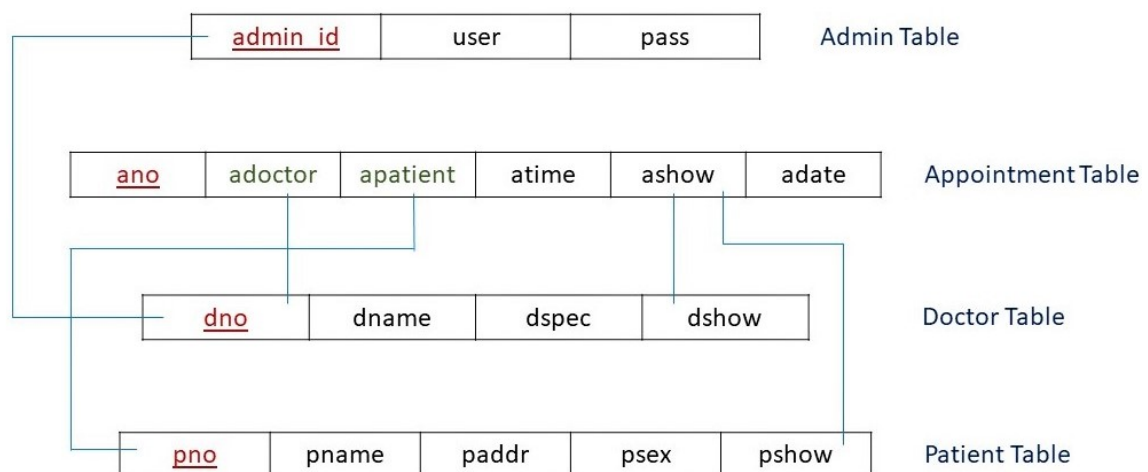 admin_id user pass Admin Table
ano adoctor apatient atime ashow adate Appointment Table
dno dname dspec dshow Doctor Table
pno pname paddr psex pshow Patient Table